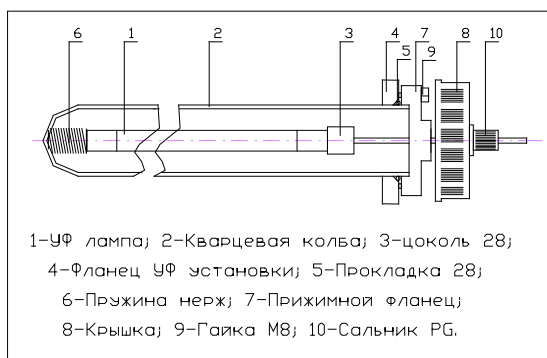 6 1 2 3 4 5 7 9 8 10
1-УФ лампа; 2-Кварцевая колба; 3-цоколь 28;
4-Фланец УФ установки; 5-Прокладка 28;
6-Пружина нерж; 7-Прижимной фланец;
8-Крышка; 9-Гайка М8; 10-Сальник PG.